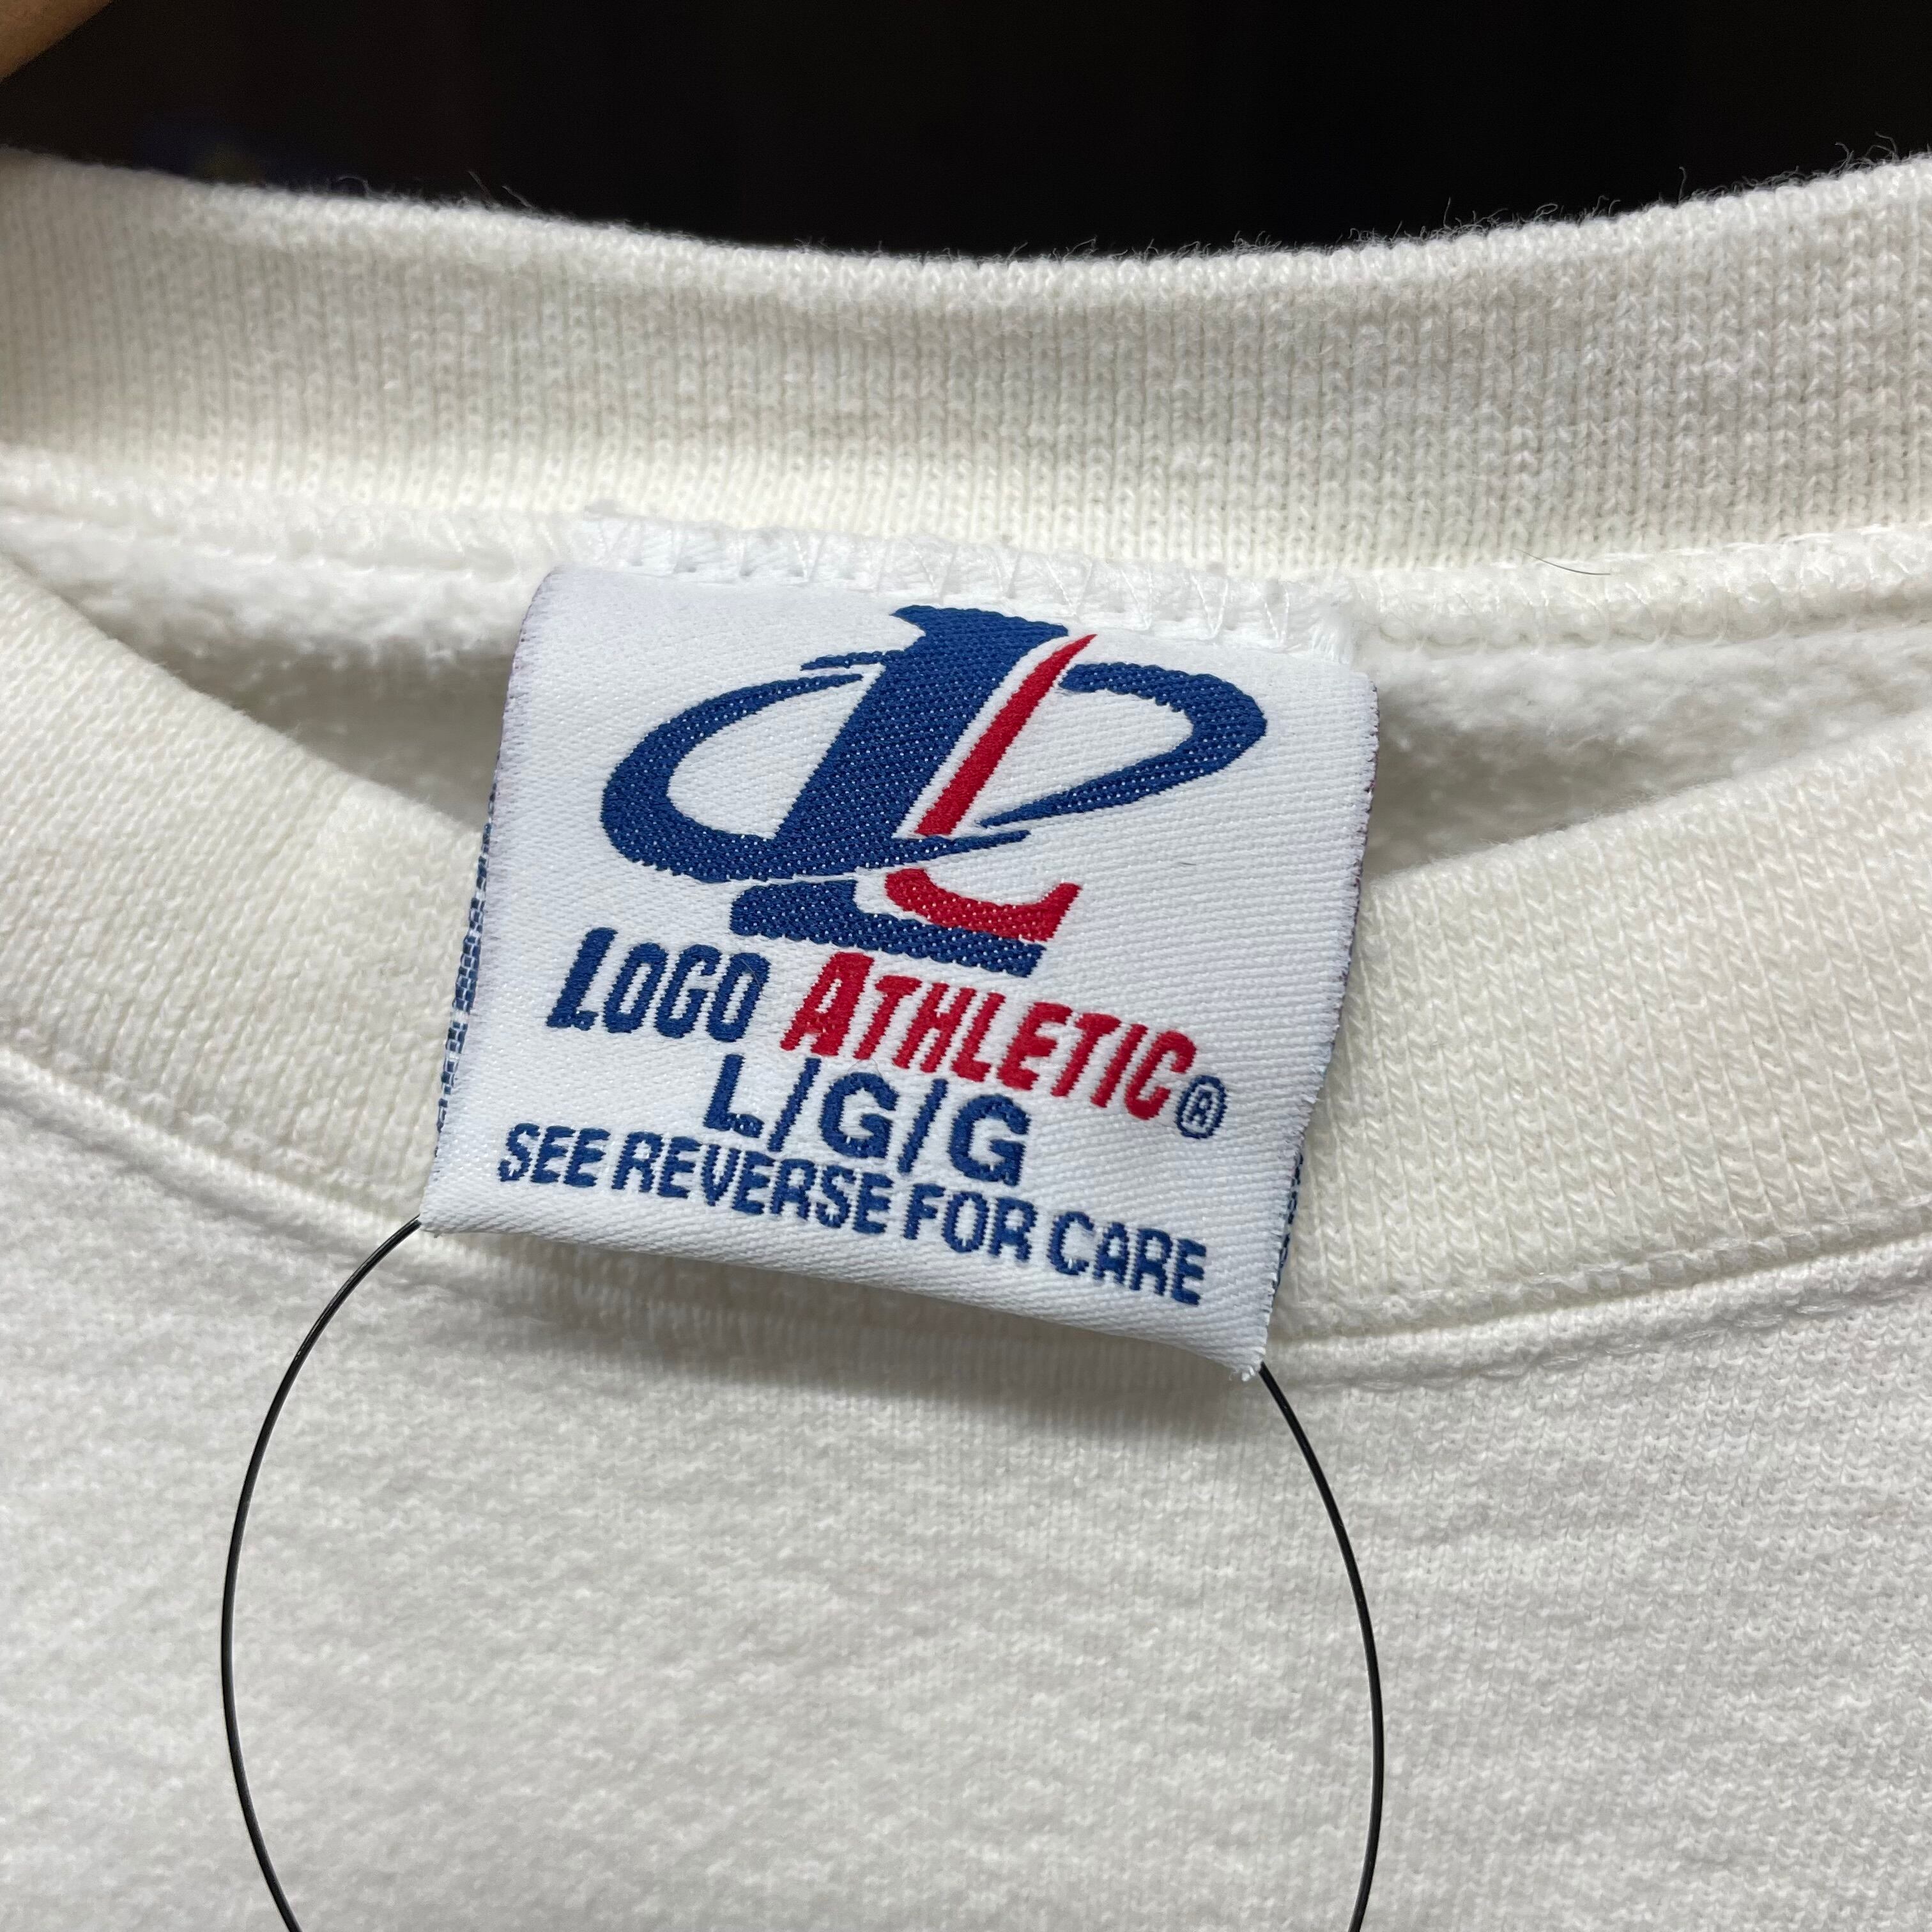 L
LOGO ATHLETIC®
L/G/G
SEE REVERSE FOR CARE